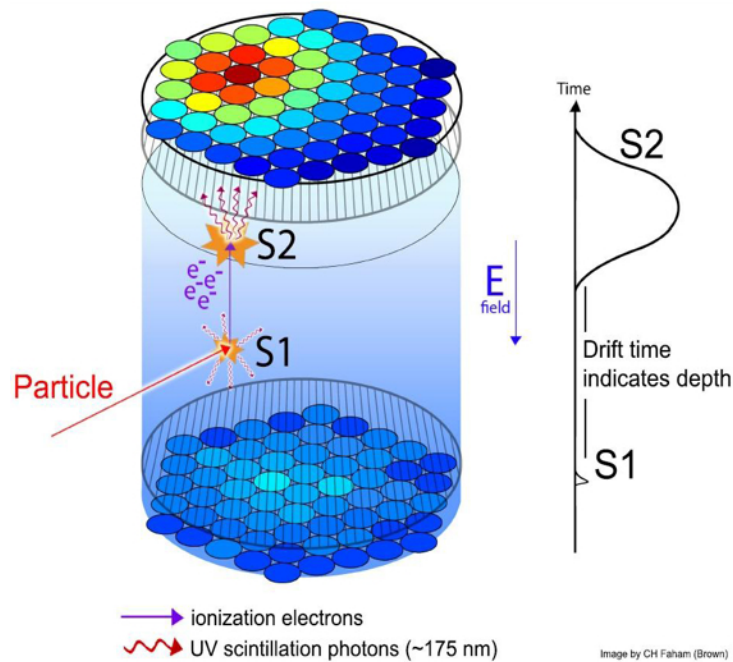 Time
S2
S2
e-
e-e-
e-e-
E
field
S1
Drift time
indicates depth
Particle
S1
ionization electrons
UV scintillation photons (~175 nm)
Image by CH Faham (Brown)